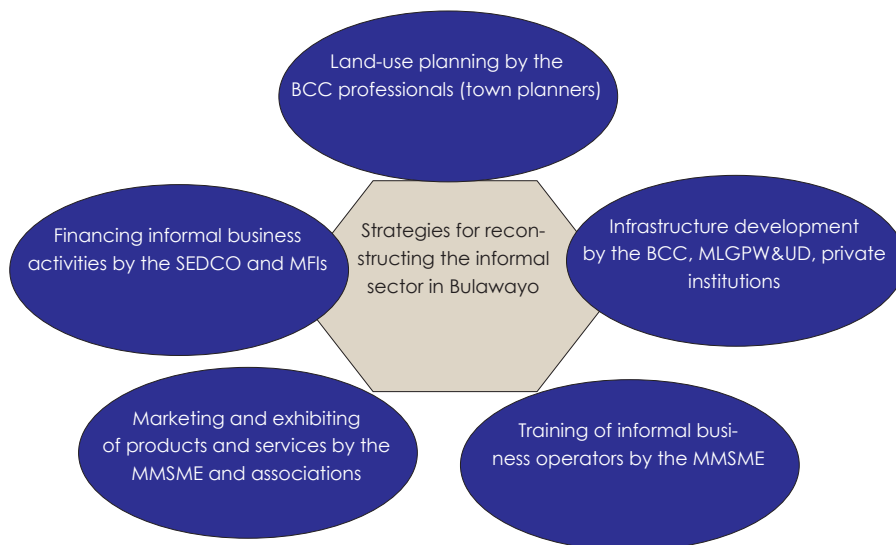 Land-use planning by the
BCC professionals (town planners)
Financing informal business
activities by the SEDCO and MFIs
Strategies for recon-
structing the informal
sector in Bulawayo
Infrastructure development
by the BCC, MLGPW&UD, private
institutions
Marketing and exhibiting
of products and services by the
MMSME and associations
Training of informal busi-
ness operators by the MMSME